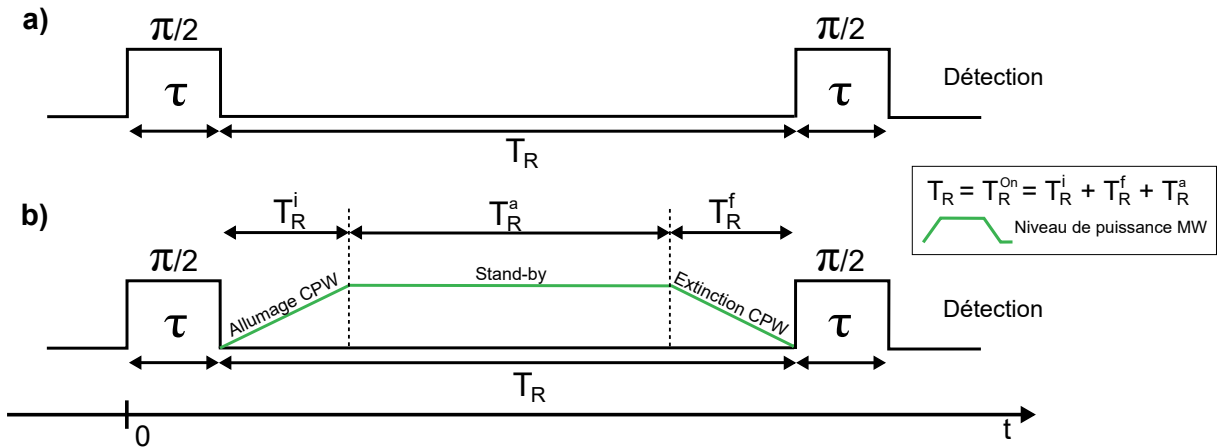 a)
π/2
π/2
τ
τ
Détection
T_R
T_R = T_R^On = T_R^i + T_R^f + T_R^a
Niveau de puissance MW
b)
T_R^i
T_R^a
T_R^f
π/2
π/2
Allumage CPW
Stand-by
Extinction CPW
τ
τ
Détection
T_R
0
t